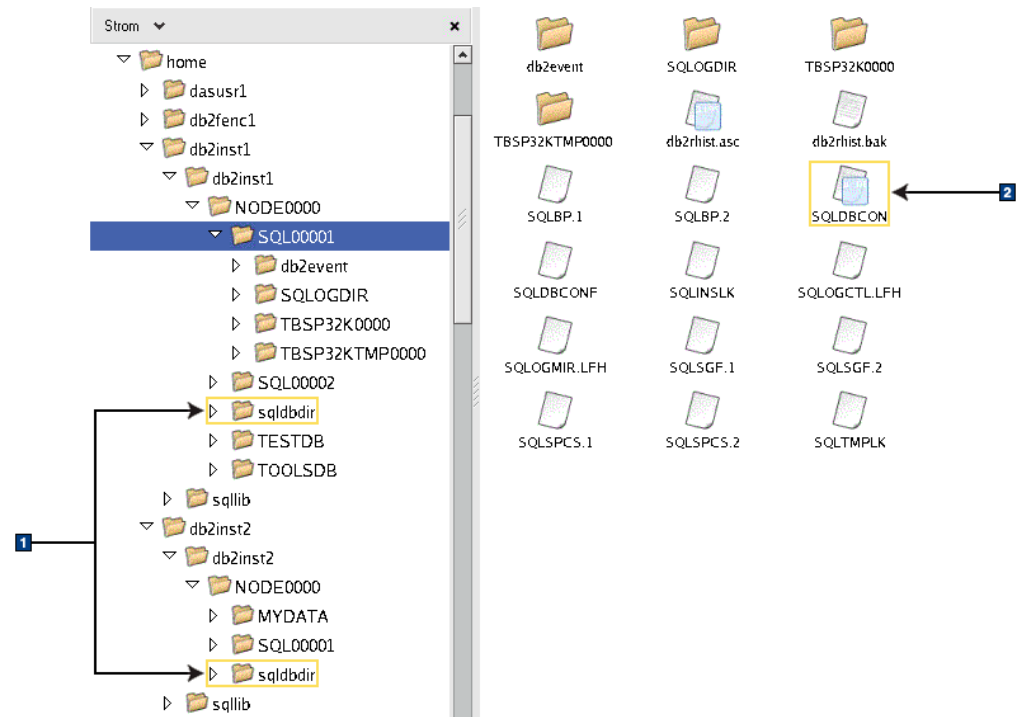 Strom
home
dasusr1
db2fenc1
db2inst1
db2inst1
NODE0000
SQL00001
db2event
SQLOGDIR
TBSP32K0000
TBSP32KTMP0000
SQL00002
sqldbdir
TESTDB
TOOLSDB
sqllib
db2inst2
db2inst2
NODE0000
MYDATA
SQL00001
sqldbdir
sqllib
1
db2event SQLOGDIR TBSP32K0000
TBSP32KTMP0000 db2rhist.asc db2rhist.bak
SQLBP.1 SQLBP.2 SQLDBCON
2
SQLDBCONF SQLINSLK SQLOGCTL.LFH
SQLOGMIR.LFH SQLSGF.1 SQLSGF.2
SQLSPCS.1 SQLSPCS.2 SQLTMPLK